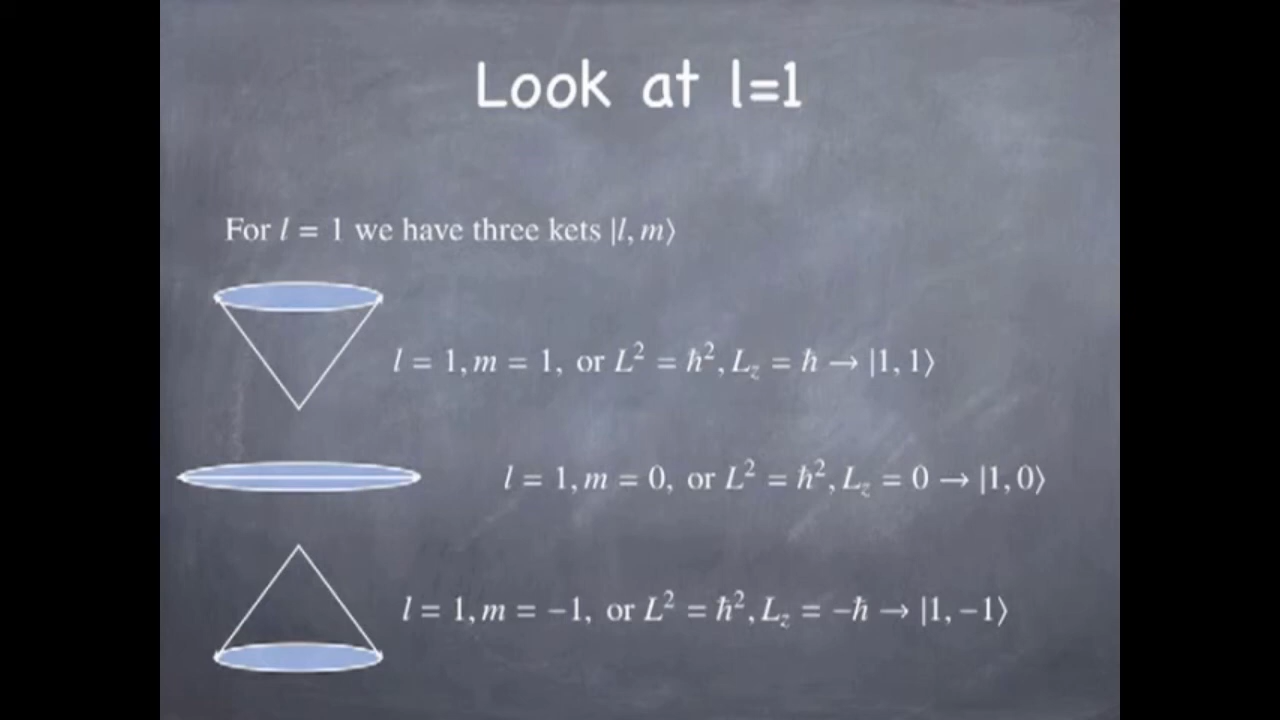 Look at l=1
For l = 1 we have three kets |l, m⟩
l = 1, m = 1, or L² = ħ², L_z = ħ → |1, 1⟩
l = 1, m = 0, or L² = ħ², L_z = 0 → |1, 0⟩
l = 1, m = −1, or L² = ħ², L_z = −ħ → |1, −1⟩